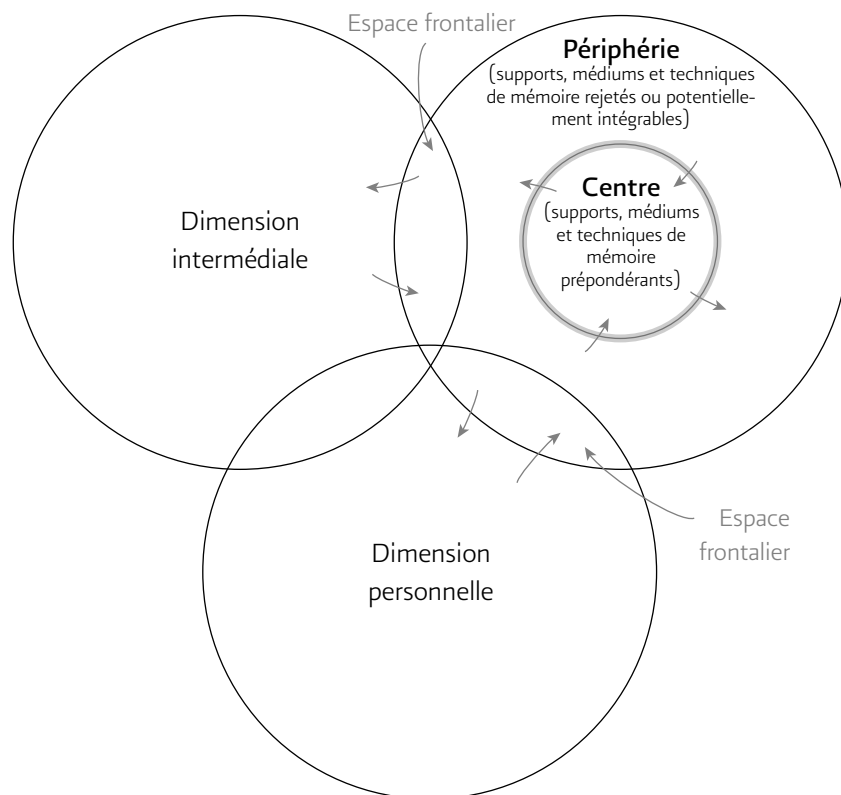 Espace frontalier
Périphérie
(supports, médiums et techniques
de mémoire rejetés ou potentielle-
ment intégrables)
Centre
(supports, médiums
et techniques de
mémoire
prépondérants)
Dimension
intermédiale
Espace
frontalier
Dimension
personnelle